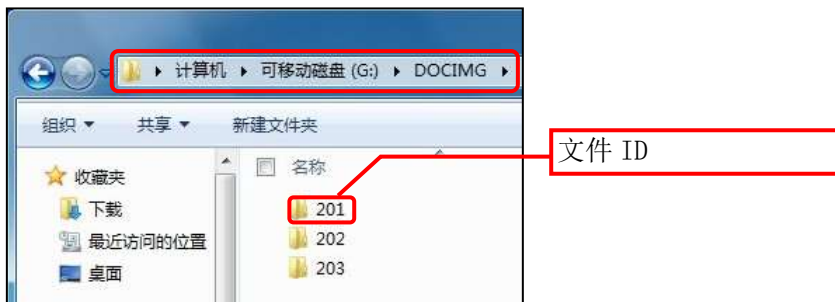 计算机 ▸ 可移动磁盘 (G:) ▸ DOCIMG ▸
组织 ▼ 共享 ▼ 新建文件夹
收藏夹
下载
最近访问的位置
桌面
名称
201
202
203
文件 ID